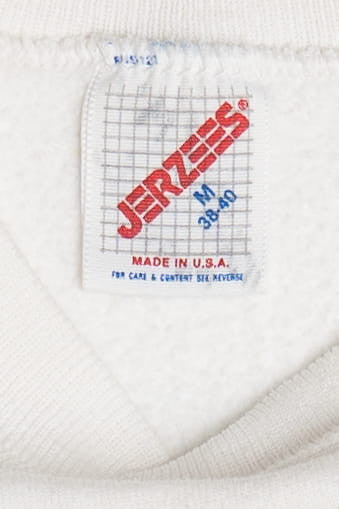 JERZEES®
M
38-40
MADE IN U.S.A.
FOR CARE & CONTENT SEE REVERSE